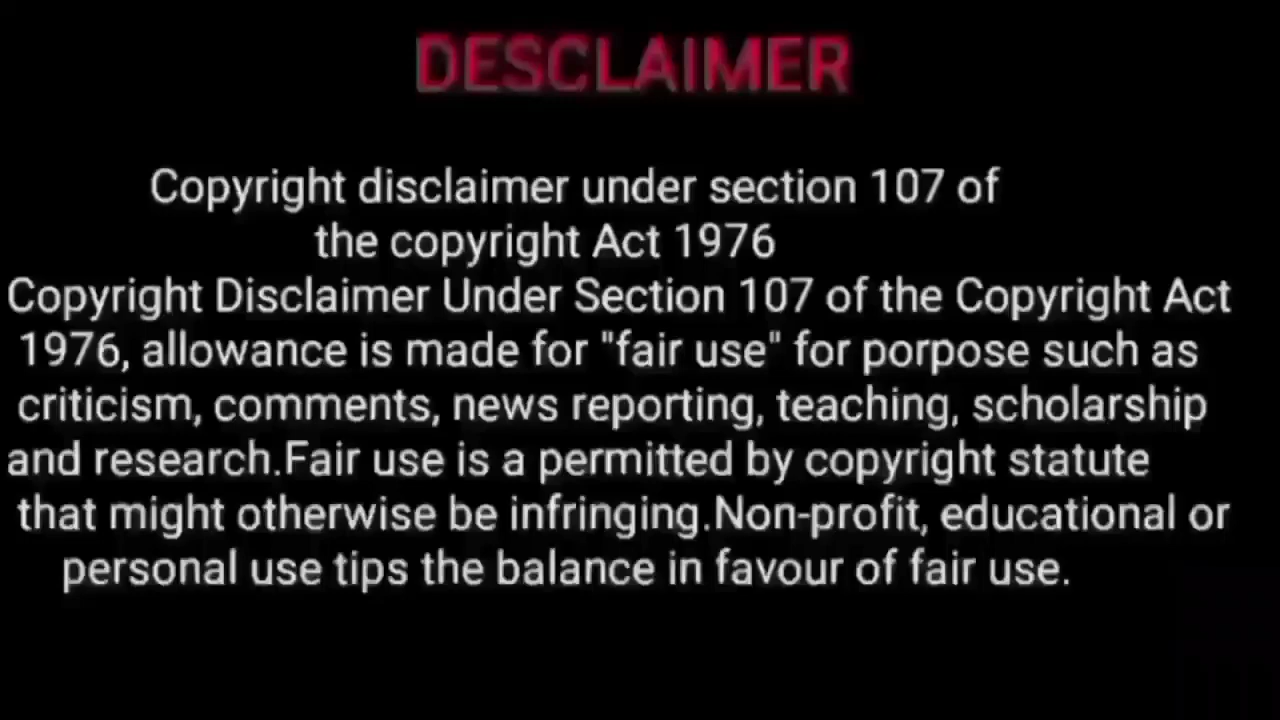 DESCLAIMER
Copyright disclaimer under section 107 of
the copyright Act 1976
Copyright Disclaimer Under Section 107 of the Copyright Act
1976, allowance is made for "fair use" for porpose such as
criticism, comments, news reporting, teaching, scholarship
and research.Fair use is a permitted by copyright statute
that might otherwise be infringing.Non-profit, educational or
personal use tips the balance in favour of fair use.